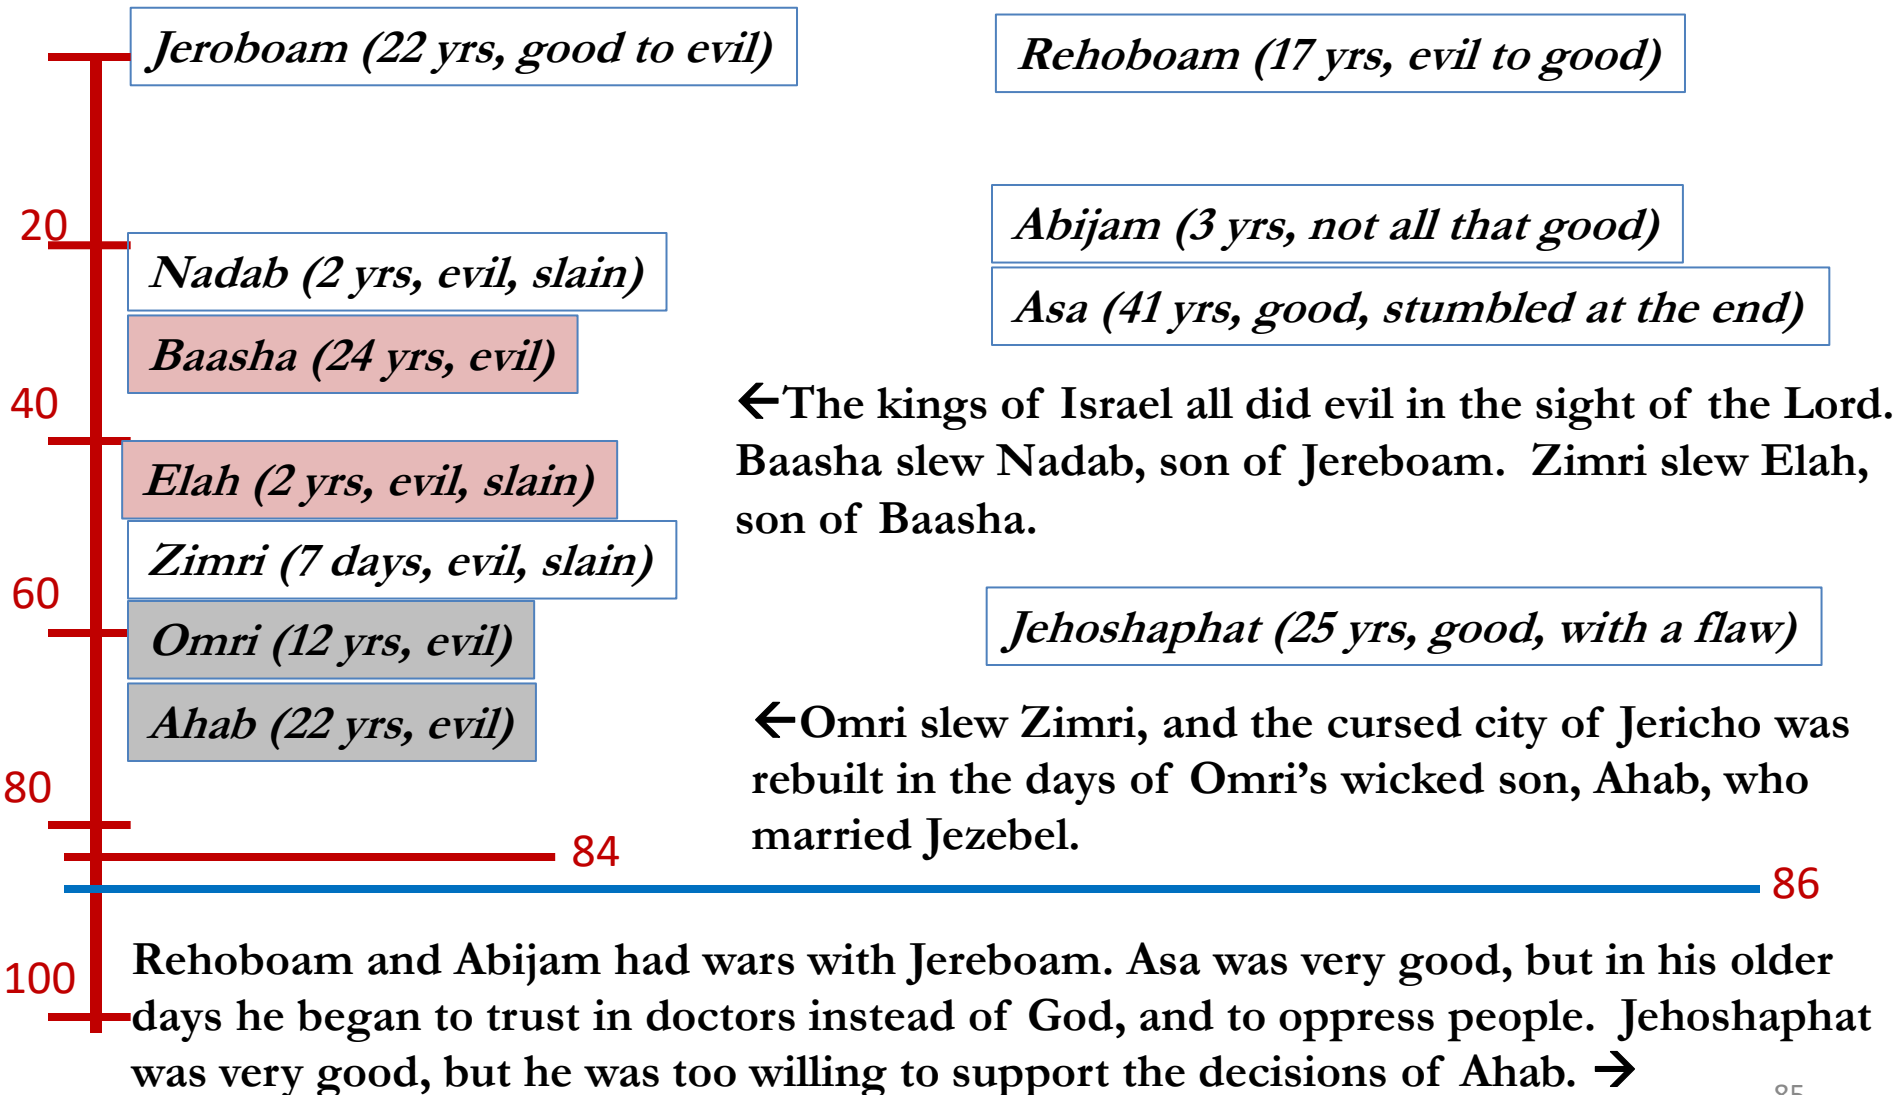 Jeroboam (22 yrs, good to evil)
Rehoboam (17 yrs, evil to good)
20
Abijam (3 yrs, not all that good)
Nadab (2 yrs, evil, slain)
Asa (41 yrs, good, stumbled at the end)
Baasha (24 yrs, evil)
40
←The kings of Israel all did evil in the sight of the Lord.
Baasha slew Nadab, son of Jereboam. Zimri slew Elah,
son of Baasha.
Elah (2 yrs, evil, slain)
Zimri (7 days, evil, slain)
60
Omri (12 yrs, evil)
Jehoshaphat (25 yrs, good, with a flaw)
Ahab (22 yrs, evil)
←Omri slew Zimri, and the cursed city of Jericho was
rebuilt in the days of Omri’s wicked son, Ahab, who
married Jezebel.
80
84
86
100
Rehoboam and Abijam had wars with Jereboam. Asa was very good, but in his older
days he began to trust in doctors instead of God, and to oppress people. Jehoshaphat
was very good, but he was too willing to support the decisions of Ahab. →
85